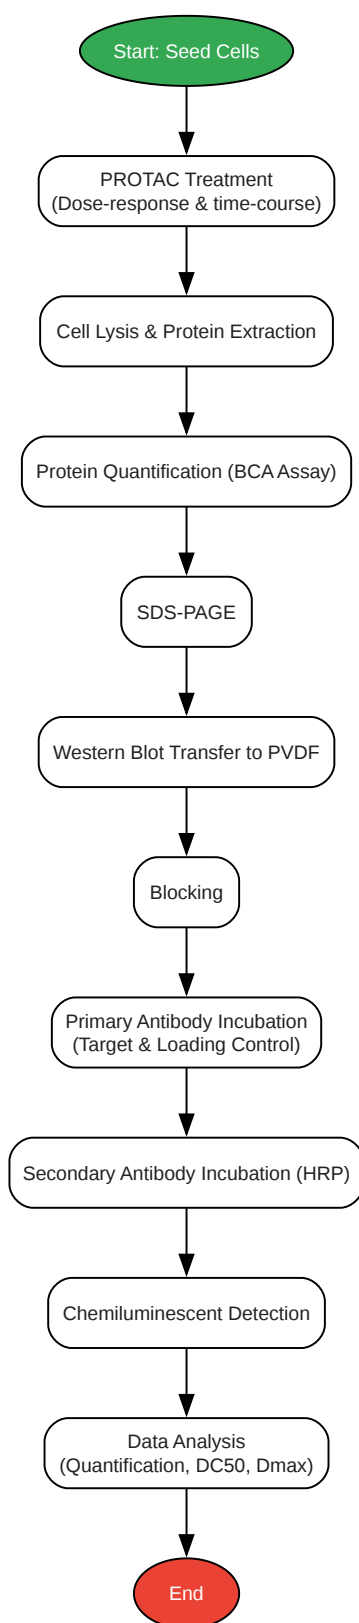 Start: Seed Cells
PROTAC Treatment
(Dose-response & time-course)
Cell Lysis & Protein Extraction
Protein Quantification (BCA Assay)
SDS-PAGE
Western Blot Transfer to PVDF
Blocking
Primary Antibody Incubation
(Target & Loading Control)
Secondary Antibody Incubation (HRP)
Chemiluminescent Detection
Data Analysis
(Quantification, DC50, Dmax)
End